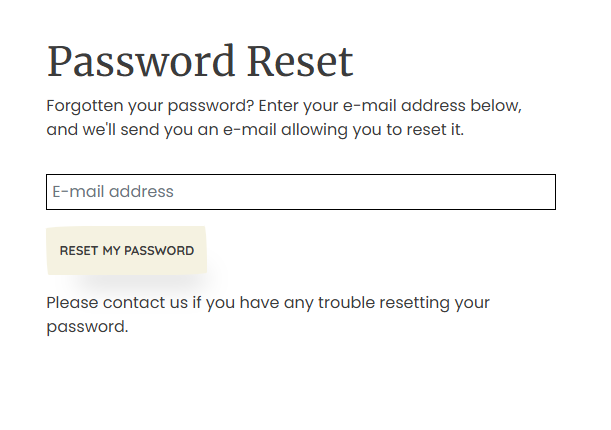 Password Reset
Forgotten your password? Enter your e-mail address below,
and we'll send you an e-mail allowing you to reset it.
E-mail address
RESET MY PASSWORD
Please contact us if you have any trouble resetting your
password.